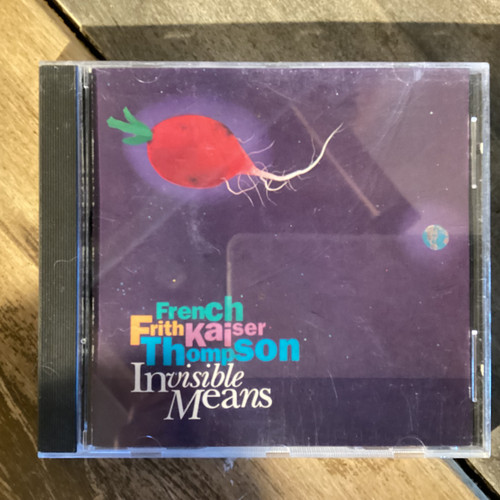 French
Frith Kaiser
Thompson
Invisible
Means